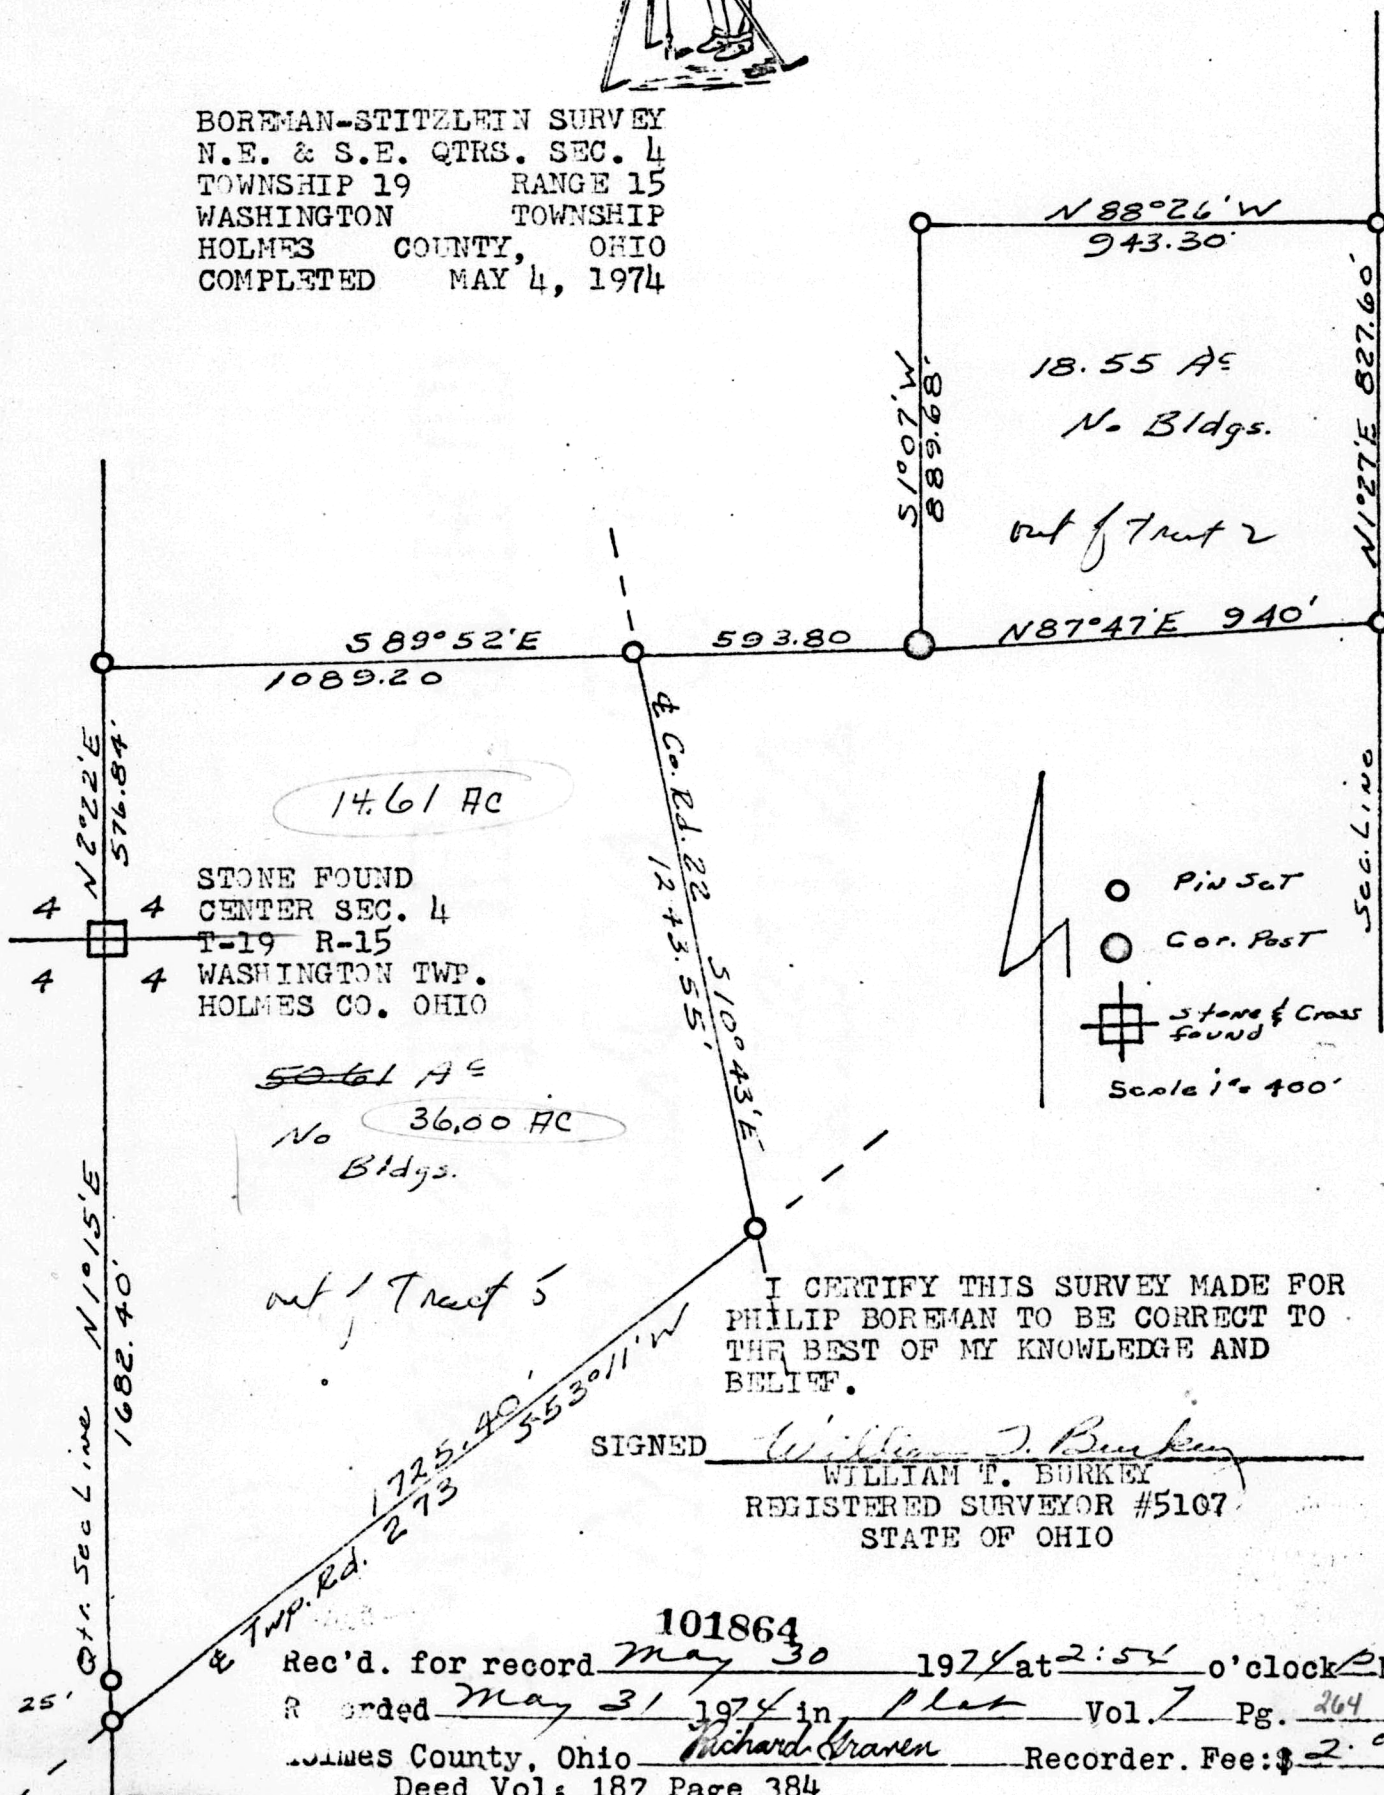 BOREMAN-STITZLEIN SURVEY
N.E. & S.E. QTRS. SEC. 4
TOWNSHIP 19 RANGE 15
WASHINGTON TOWNSHIP
HOLMES COUNTY, OHIO
COMPLETED MAY 4, 1974
N 88°26' W
943.30'
S 1°07' W
889.68'
18.55 Ac
No Bldgs.
out of Tract 2
N 1°27' E 827.60'
N 87°47' E 940'
S 89°52' E
1089.20
593.80
N 2°22' E
576.84'
14.61 AC
℄ Co. Rd. 22 S 10° 43' E
1243.55'
Sec. Line
4 4
4 4
STONE FOUND
CENTER SEC. 4
T-19 R-15
WASHINGTON TWP.
HOLMES CO. OHIO
Pin Set
Cor. Post
Stone & Cross
found
Scale 1"= 400'
50.61 Ac
36.00 AC
No
Bldgs.
out of Tract 5
Qtr. Sec Line N 1°15' E
1682.40'
1725.40' S 53°11' W
℄ Twp. Rd. 273
25'
I CERTIFY THIS SURVEY MADE FOR
PHILIP BOREMAN TO BE CORRECT TO
THE BEST OF MY KNOWLEDGE AND
BELIEF.
SIGNED William T. Burkey
WILLIAM T. BURKEY
REGISTERED SURVEYOR #5107
STATE OF OHIO
101864
Rec'd. for record May 30 1974 at 2:54 o'clock P
R orded May 31 1974 in Plat Vol. 7 Pg. 264
Holmes County, Ohio Richard Graven Recorder. Fee:$ 2.
Deed Vol: 187 Page 384